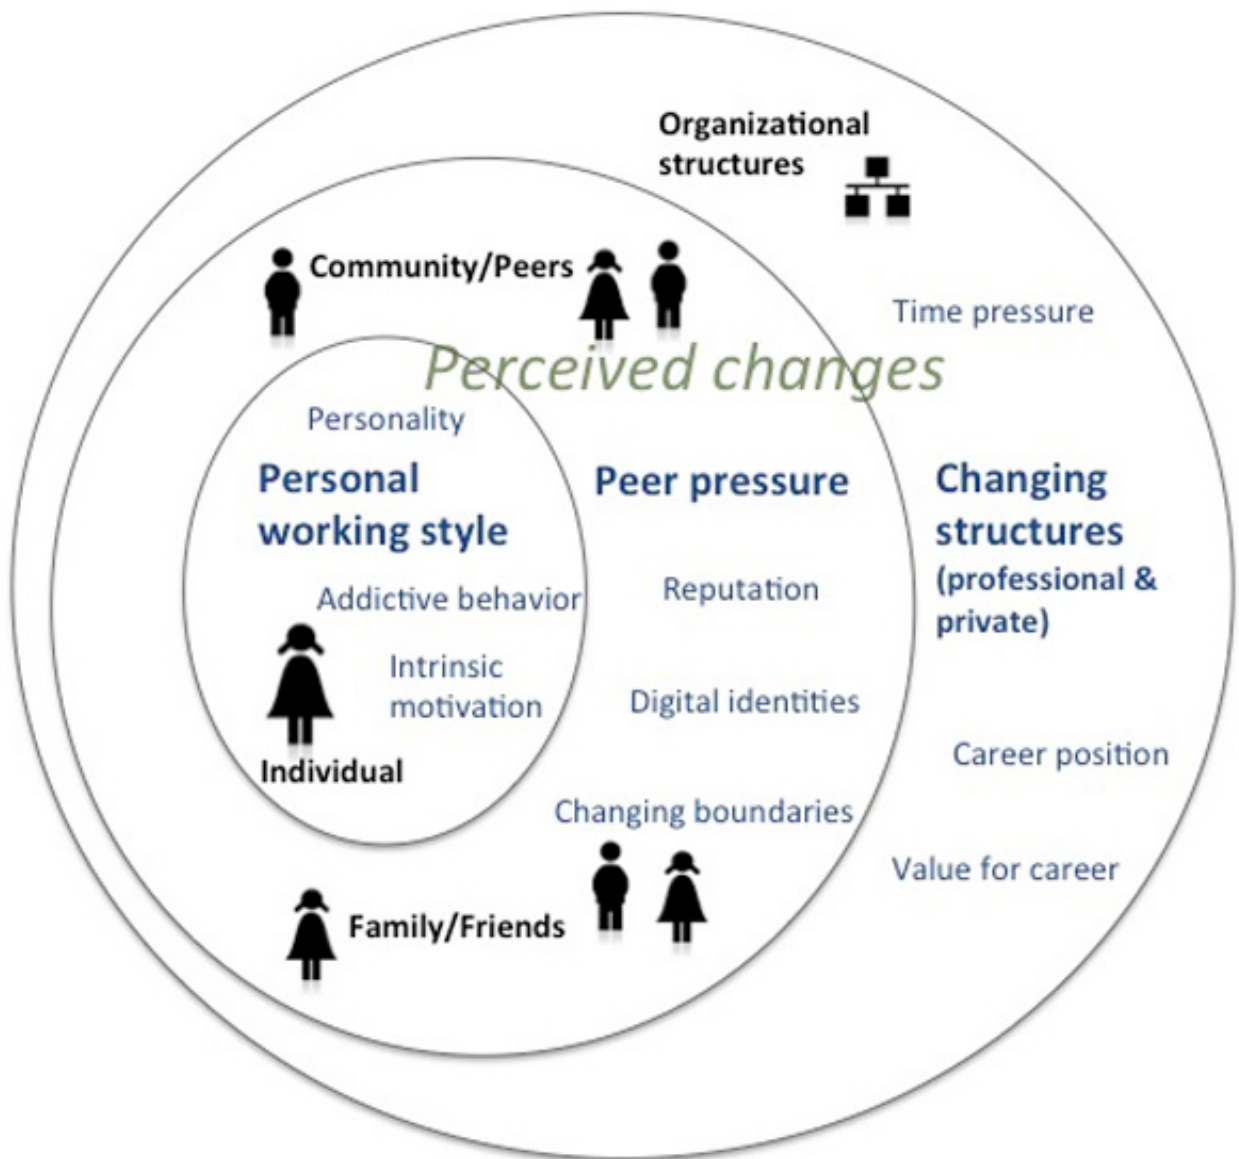 Organizational
structures
Community/Peers
Time pressure
Perceived changes
Personality
Personal
working style
Peer pressure
Changing
structures
(professional &
private)
Addictive behavior
Reputation
Intrinsic
motivation
Digital identities
Individual
Career position
Changing boundaries
Value for career
Family/Friends